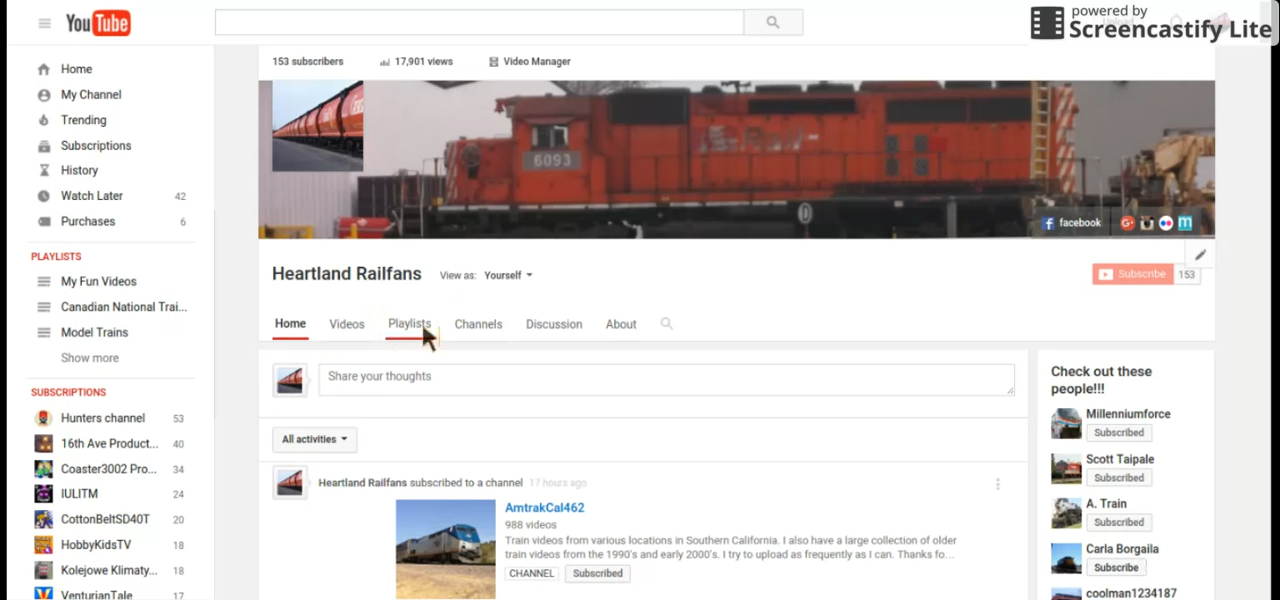 YouTube
powered by
Screencastify Lite
Home
My Channel
Trending
Subscriptions
History
Watch Later 42
Purchases 6
PLAYLISTS
My Fun Videos
Canadian National Trai...
Model Trains
Show more
SUBSCRIPTIONS
Hunters channel 53
16th Ave Product... 40
Coaster3002 Pro... 34
IULITM 24
CottonBeltSD40T 20
HobbyKidsTV 18
Kolejowe Klimaty... 18
VenturianTale 17
153 subscribers 17,901 views Video Manager
6093
facebook
Heartland Railfans View as: Yourself
Subscribe 153
Home Videos Playlists Channels Discussion About
Share your thoughts
All activities
Heartland Railfans subscribed to a channel 17 hours ago
AmtrakCal462
988 videos
Train videos from various locations in Southern California. I also have a large collection of older
train videos from the 1990's and early 2000's. I try to upload as frequently as I can. Thanks fo...
CHANNEL Subscribed
Check out these
people!!!
Millenniumforce
Subscribed
Scott Taipale
Subscribed
A. Train
Subscribed
Carla Borgaila
Subscribe
coolman1234187